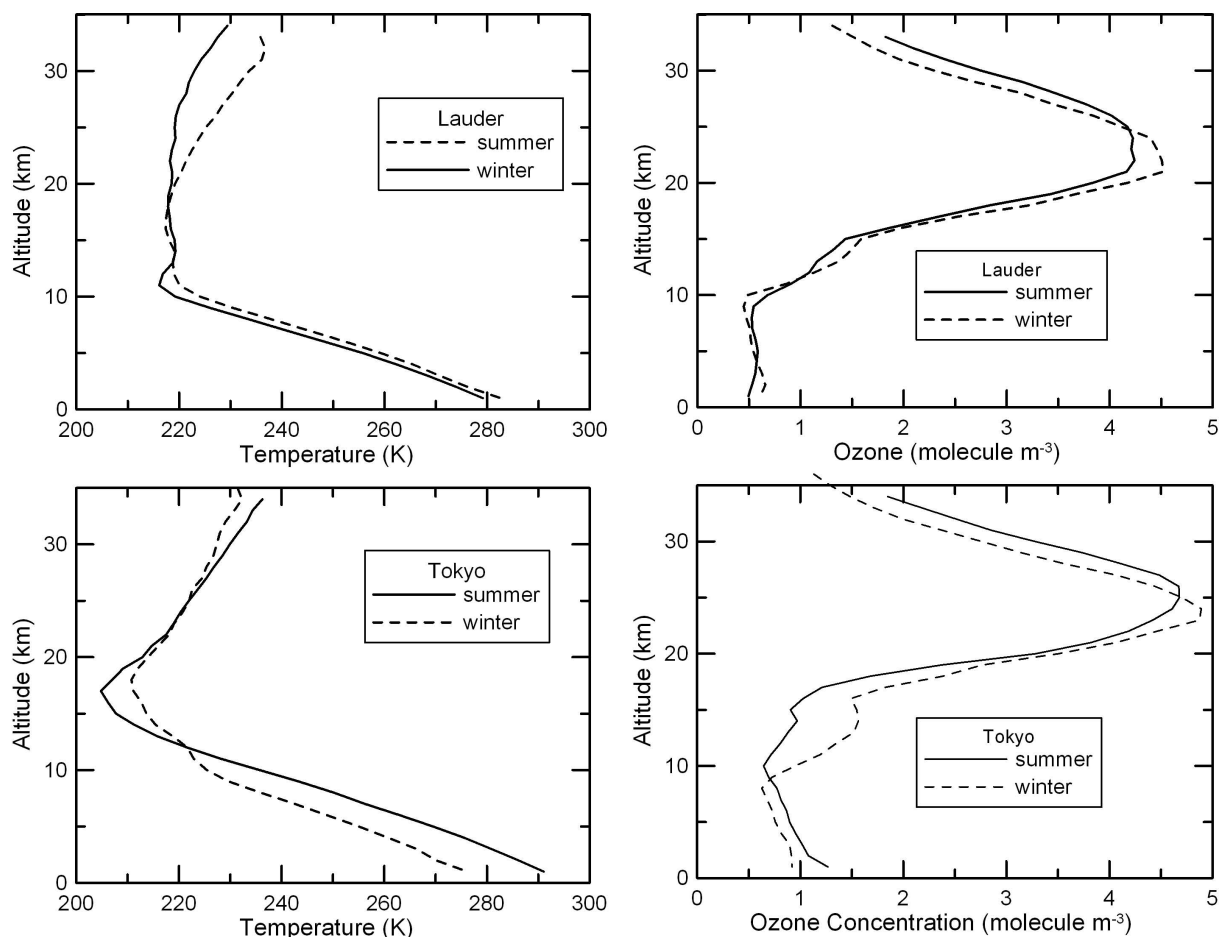 30
20
10
0
Altitude (km)
Lauder
summer
winter
200 220 240 260 280 300
Temperature (K)
30
20
10
0
Altitude (km)
Lauder
summer
winter
0 1 2 3 4 5
Ozone (molecule m⁻³)
30
20
10
0
Altitude (km)
Tokyo
summer
winter
200 220 240 260 280 300
Temperature (K)
30
20
10
0
Altitude (km)
Tokyo
summer
winter
0 1 2 3 4 5
Ozone Concentration (molecule m⁻³)